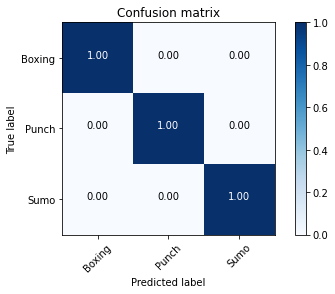 Confusion matrix
Boxing 1.00 0.00 0.00
Punch 0.00 1.00 0.00
Sumo 0.00 0.00 1.00
Boxing Punch Sumo
True label
Predicted label
1.0
0.8
0.6
0.4
0.2
0.0